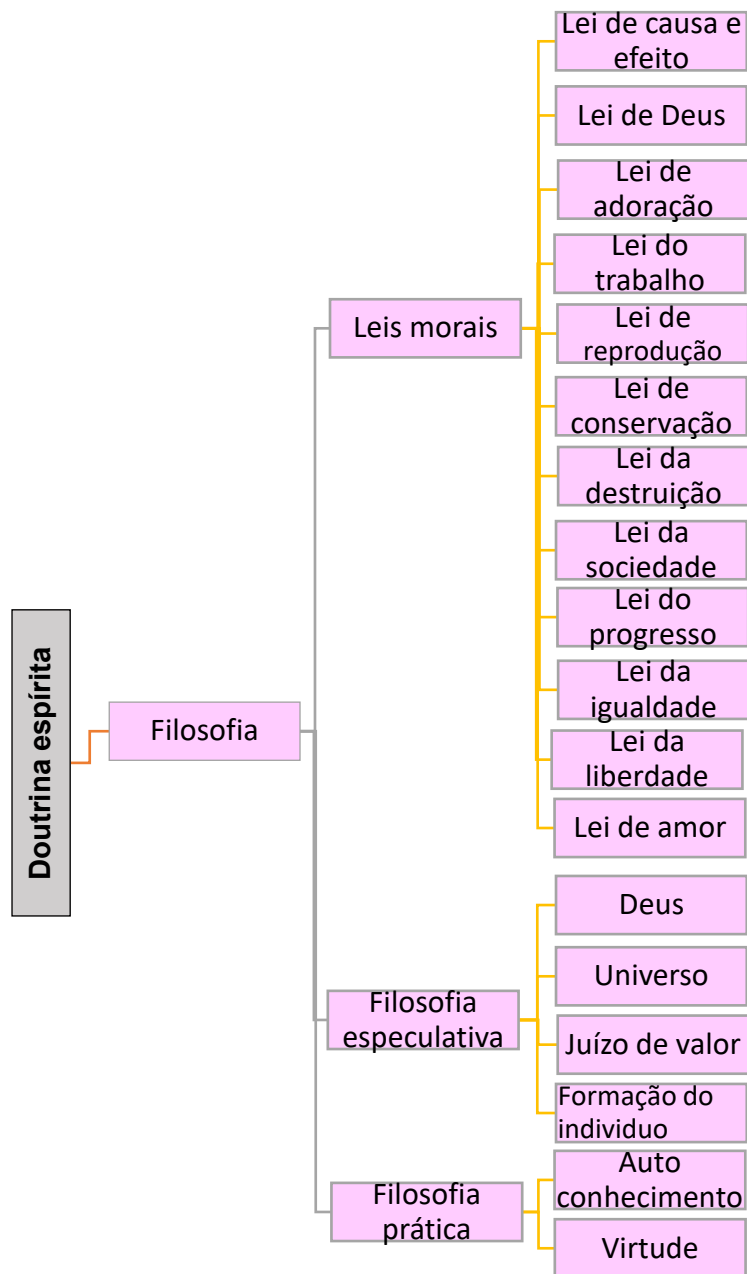 Doutrina espírita
Filosofia
Leis morais
Lei de causa e
efeito
Lei de Deus
Lei de
adoração
Lei do
trabalho
Lei de
reprodução
Lei de
conservação
Lei da
destruição
Lei da
sociedade
Lei do
progresso
Lei da
igualdade
Lei da
liberdade
Lei de amor
Filosofia
especulativa
Deus
Universo
Juízo de valor
Formação do
individuo
Filosofia
prática
Auto
conhecimento
Virtude